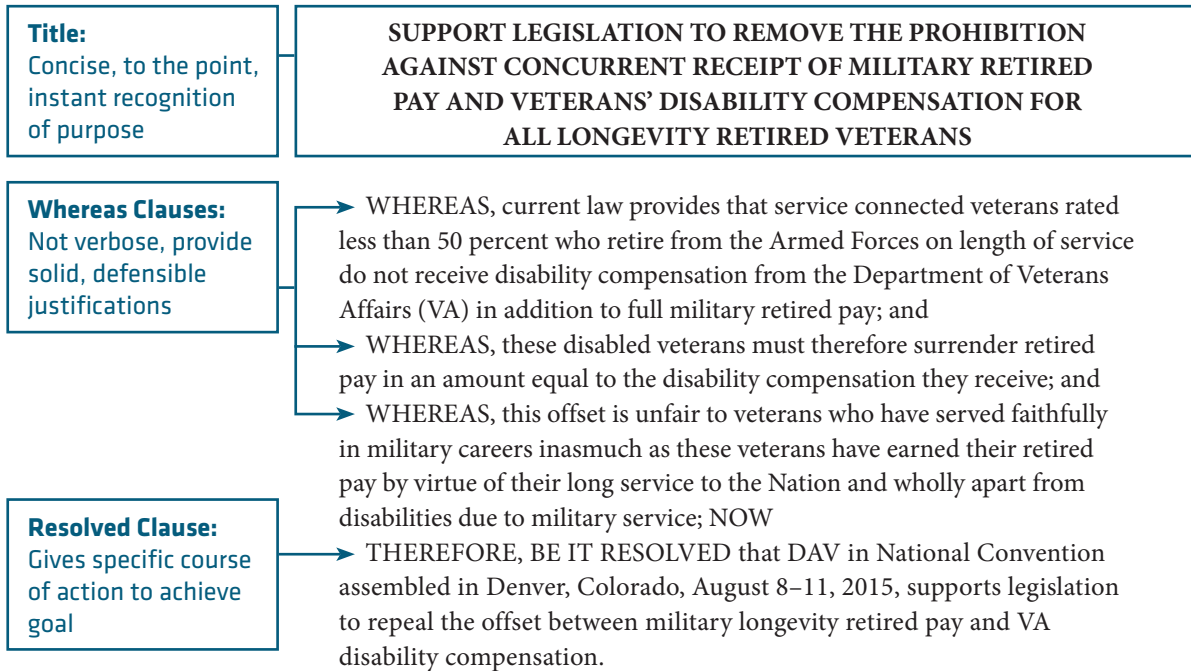 Title:
Concise, to the point,
instant recognition
of purpose
SUPPORT LEGISLATION TO REMOVE THE PROHIBITION
AGAINST CONCURRENT RECEIPT OF MILITARY RETIRED
PAY AND VETERANS’ DISABILITY COMPENSATION FOR
ALL LONGEVITY RETIRED VETERANS
Whereas Clauses:
Not verbose, provide
solid, defensible
justifications
WHEREAS, current law provides that service connected veterans rated
less than 50 percent who retire from the Armed Forces on length of service
do not receive disability compensation from the Department of Veterans
Affairs (VA) in addition to full military retired pay; and
WHEREAS, these disabled veterans must therefore surrender retired
pay in an amount equal to the disability compensation they receive; and
WHEREAS, this offset is unfair to veterans who have served faithfully
in military careers inasmuch as these veterans have earned their retired
pay by virtue of their long service to the Nation and wholly apart from
disabilities due to military service; NOW
Resolved Clause:
Gives specific course
of action to achieve
goal
THEREFORE, BE IT RESOLVED that DAV in National Convention
assembled in Denver, Colorado, August 8–11, 2015, supports legislation
to repeal the offset between military longevity retired pay and VA
disability compensation.